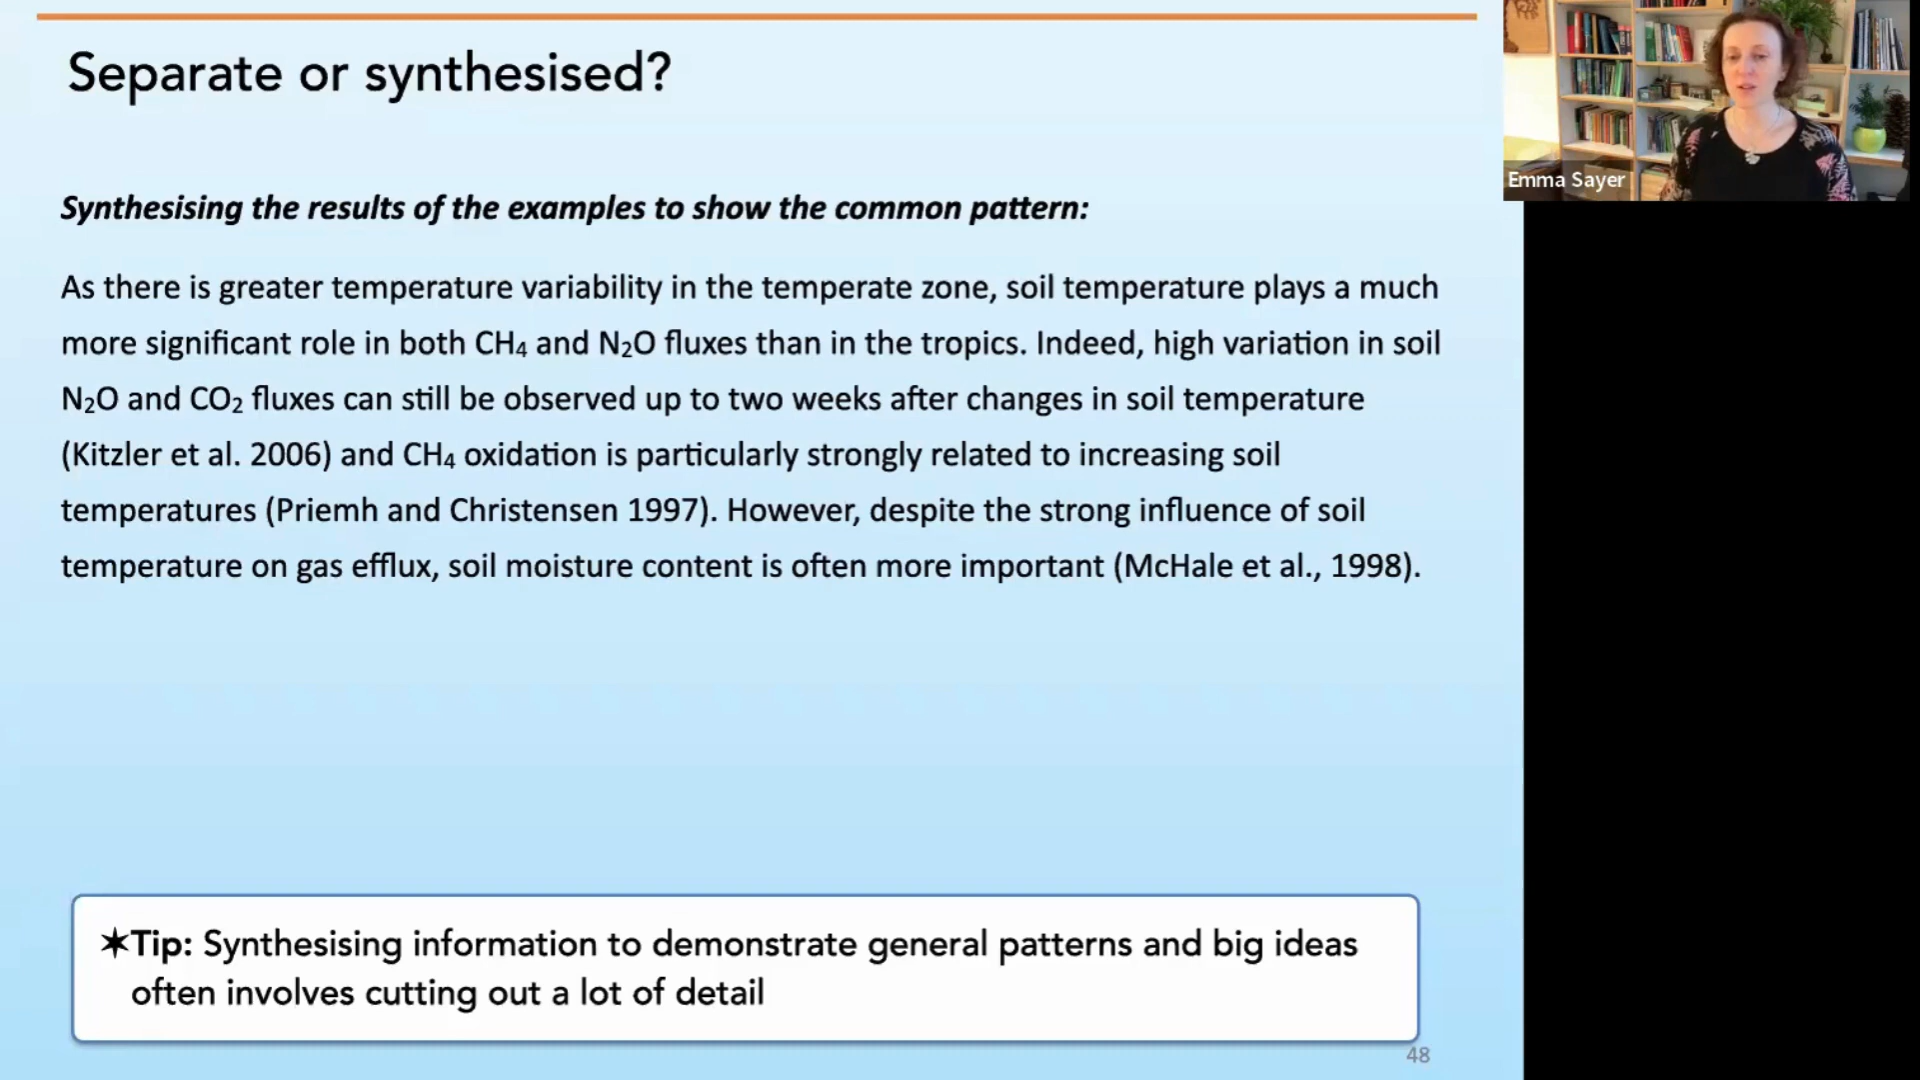 Separate or synthesised?
Emma Sayer
Synthesising the results of the examples to show the common pattern:
As there is greater temperature variability in the temperate zone, soil temperature plays a much
more significant role in both CH₄ and N₂O fluxes than in the tropics. Indeed, high variation in soil
N₂O and CO₂ fluxes can still be observed up to two weeks after changes in soil temperature
(Kitzler et al. 2006) and CH₄ oxidation is particularly strongly related to increasing soil
temperatures (Priemh and Christensen 1997). However, despite the strong influence of soil
temperature on gas efflux, soil moisture content is often more important (McHale et al., 1998).
✶Tip: Synthesising information to demonstrate general patterns and big ideas
often involves cutting out a lot of detail
48